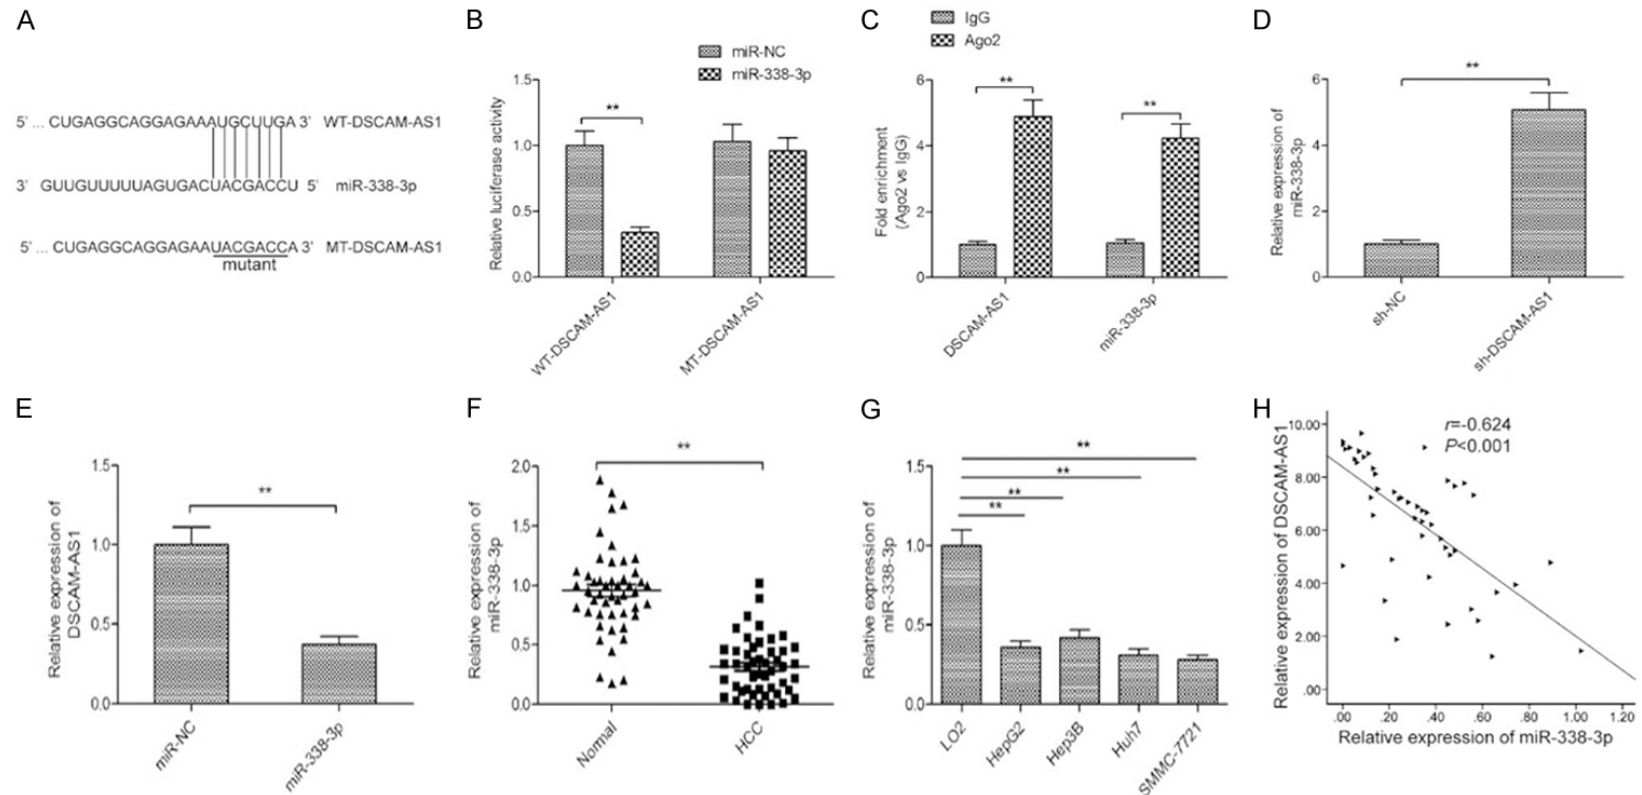 A
5' ... CUGAGGCAGGAGAAAUGCUUGA 3' WT-DSCAM-AS1
3' GUUGUUUUUAGUGACUACGACCU 5' miR-338-3p
5' ... CUGAGGCAGGAGAAUACGACCA 3' MT-DSCAM-AS1
mutant
B
miR-NC
miR-338-3p
Relative luciferase activity
1.5
1.0
0.5
0.0
**
WT-DSCAM-AS1
MT-DSCAM-AS1
C
IgG
Ago2
Fold enrichment
(Ago2 vs IgG)
6
4
2
0
**
**
DSCAM-AS1
miR-338-3p
D
Relative expression of
miR-338-3p
6
4
2
0
**
sh-NC
sh-DSCAM-AS1
E
Relative expression of
DSCAM-AS1
1.5
1.0
0.5
0.0
**
miR-NC
miR-338-3p
F
Relative expression of
miR-338-3p
2.0
1.5
1.0
0.5
0.0
**
Normal
HCC
G
Relative expression of
miR-338-3p
1.5
1.0
0.5
0.0
**
**
**
**
LO2
HepG2
Hep3B
Huh7
SMMC-7721
H
Relative expression of DSCAM-AS1
10.00
8.00
6.00
4.00
2.00
.00
r=-0.624
P<0.001
.00 .20 .40 .60 .80 1.00 1.20
Relative expression of miR-338-3p